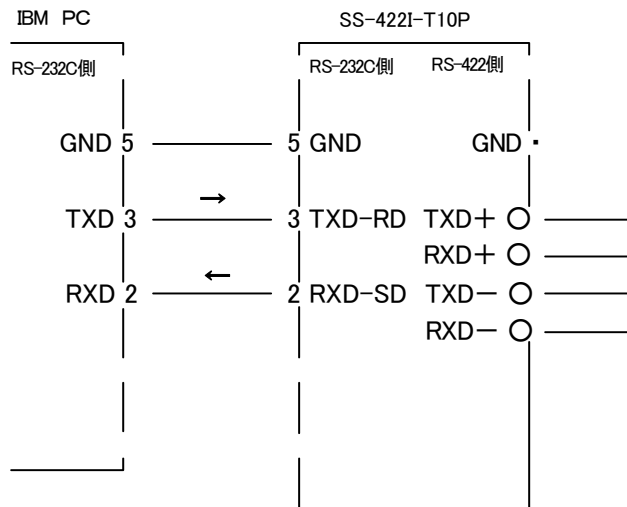 IBM PC
SS-422I-T10P
RS-232C側
RS-232C側 RS-422側
GND 5 5 GND GND
→
TXD 3 3 TXD-RD TXD+
RXD+
←
RXD 2 2 RXD-SD TXD-
RXD-